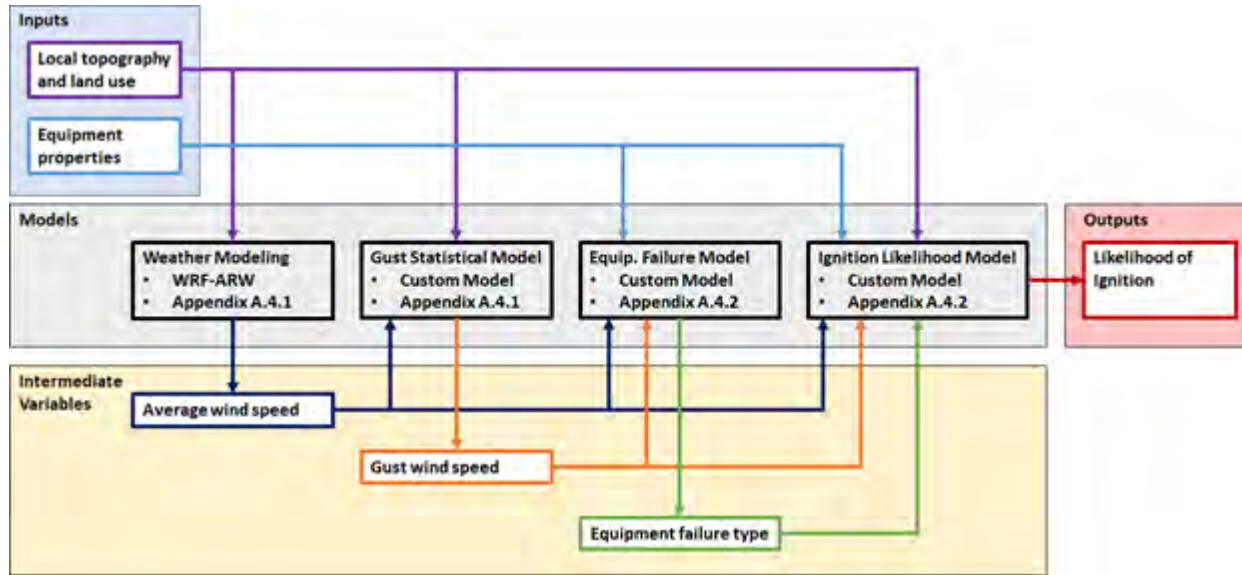 Inputs
Local topography
and land use
Equipment
properties
Models
Weather Modeling
• WRF-ARW
• Appendix A.4.1
Gust Statistical Model
• Custom Model
• Appendix A.4.1
Equip. Failure Model
• Custom Model
• Appendix A.4.2
Ignition Likelihood Model
• Custom Model
• Appendix A.4.2
Outputs
Likelihood of
Ignition
Intermediate
Variables
Average wind speed
Gust wind speed
Equipment failure type